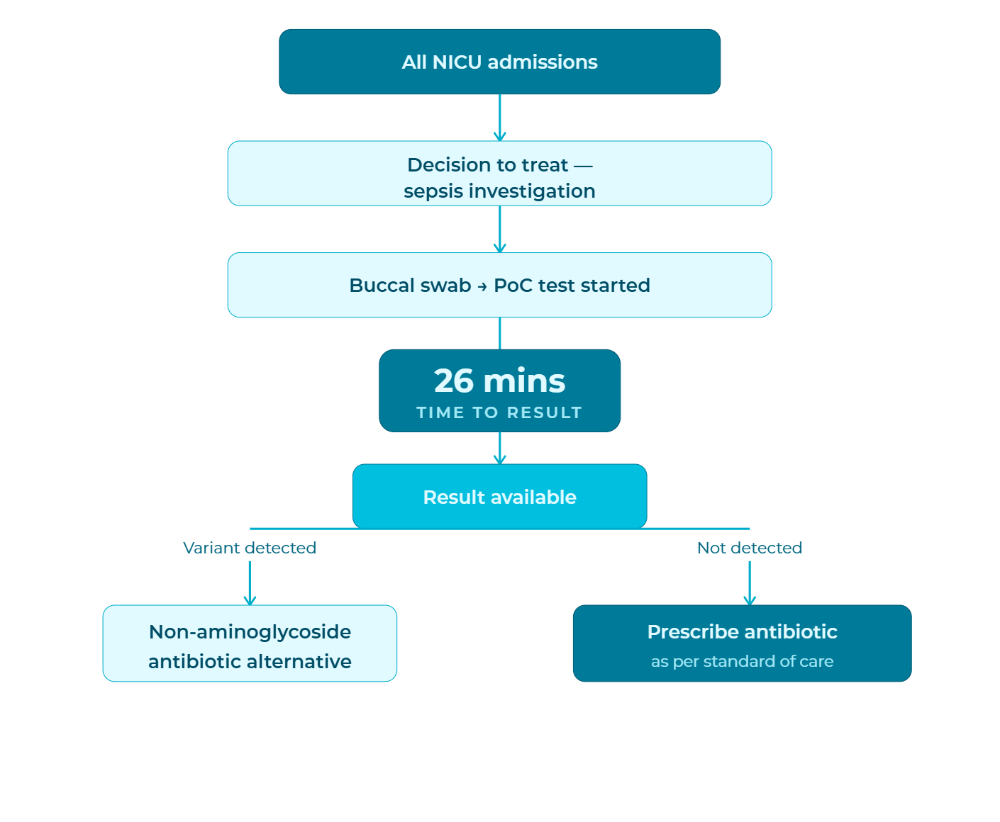 All NICU admissions
Decision to treat —
sepsis investigation
Buccal swab → PoC test started
26 mins
TIME TO RESULT
Result available
Variant detected
Not detected
Non-aminoglycoside
antibiotic alternative
Prescribe antibiotic
as per standard of care